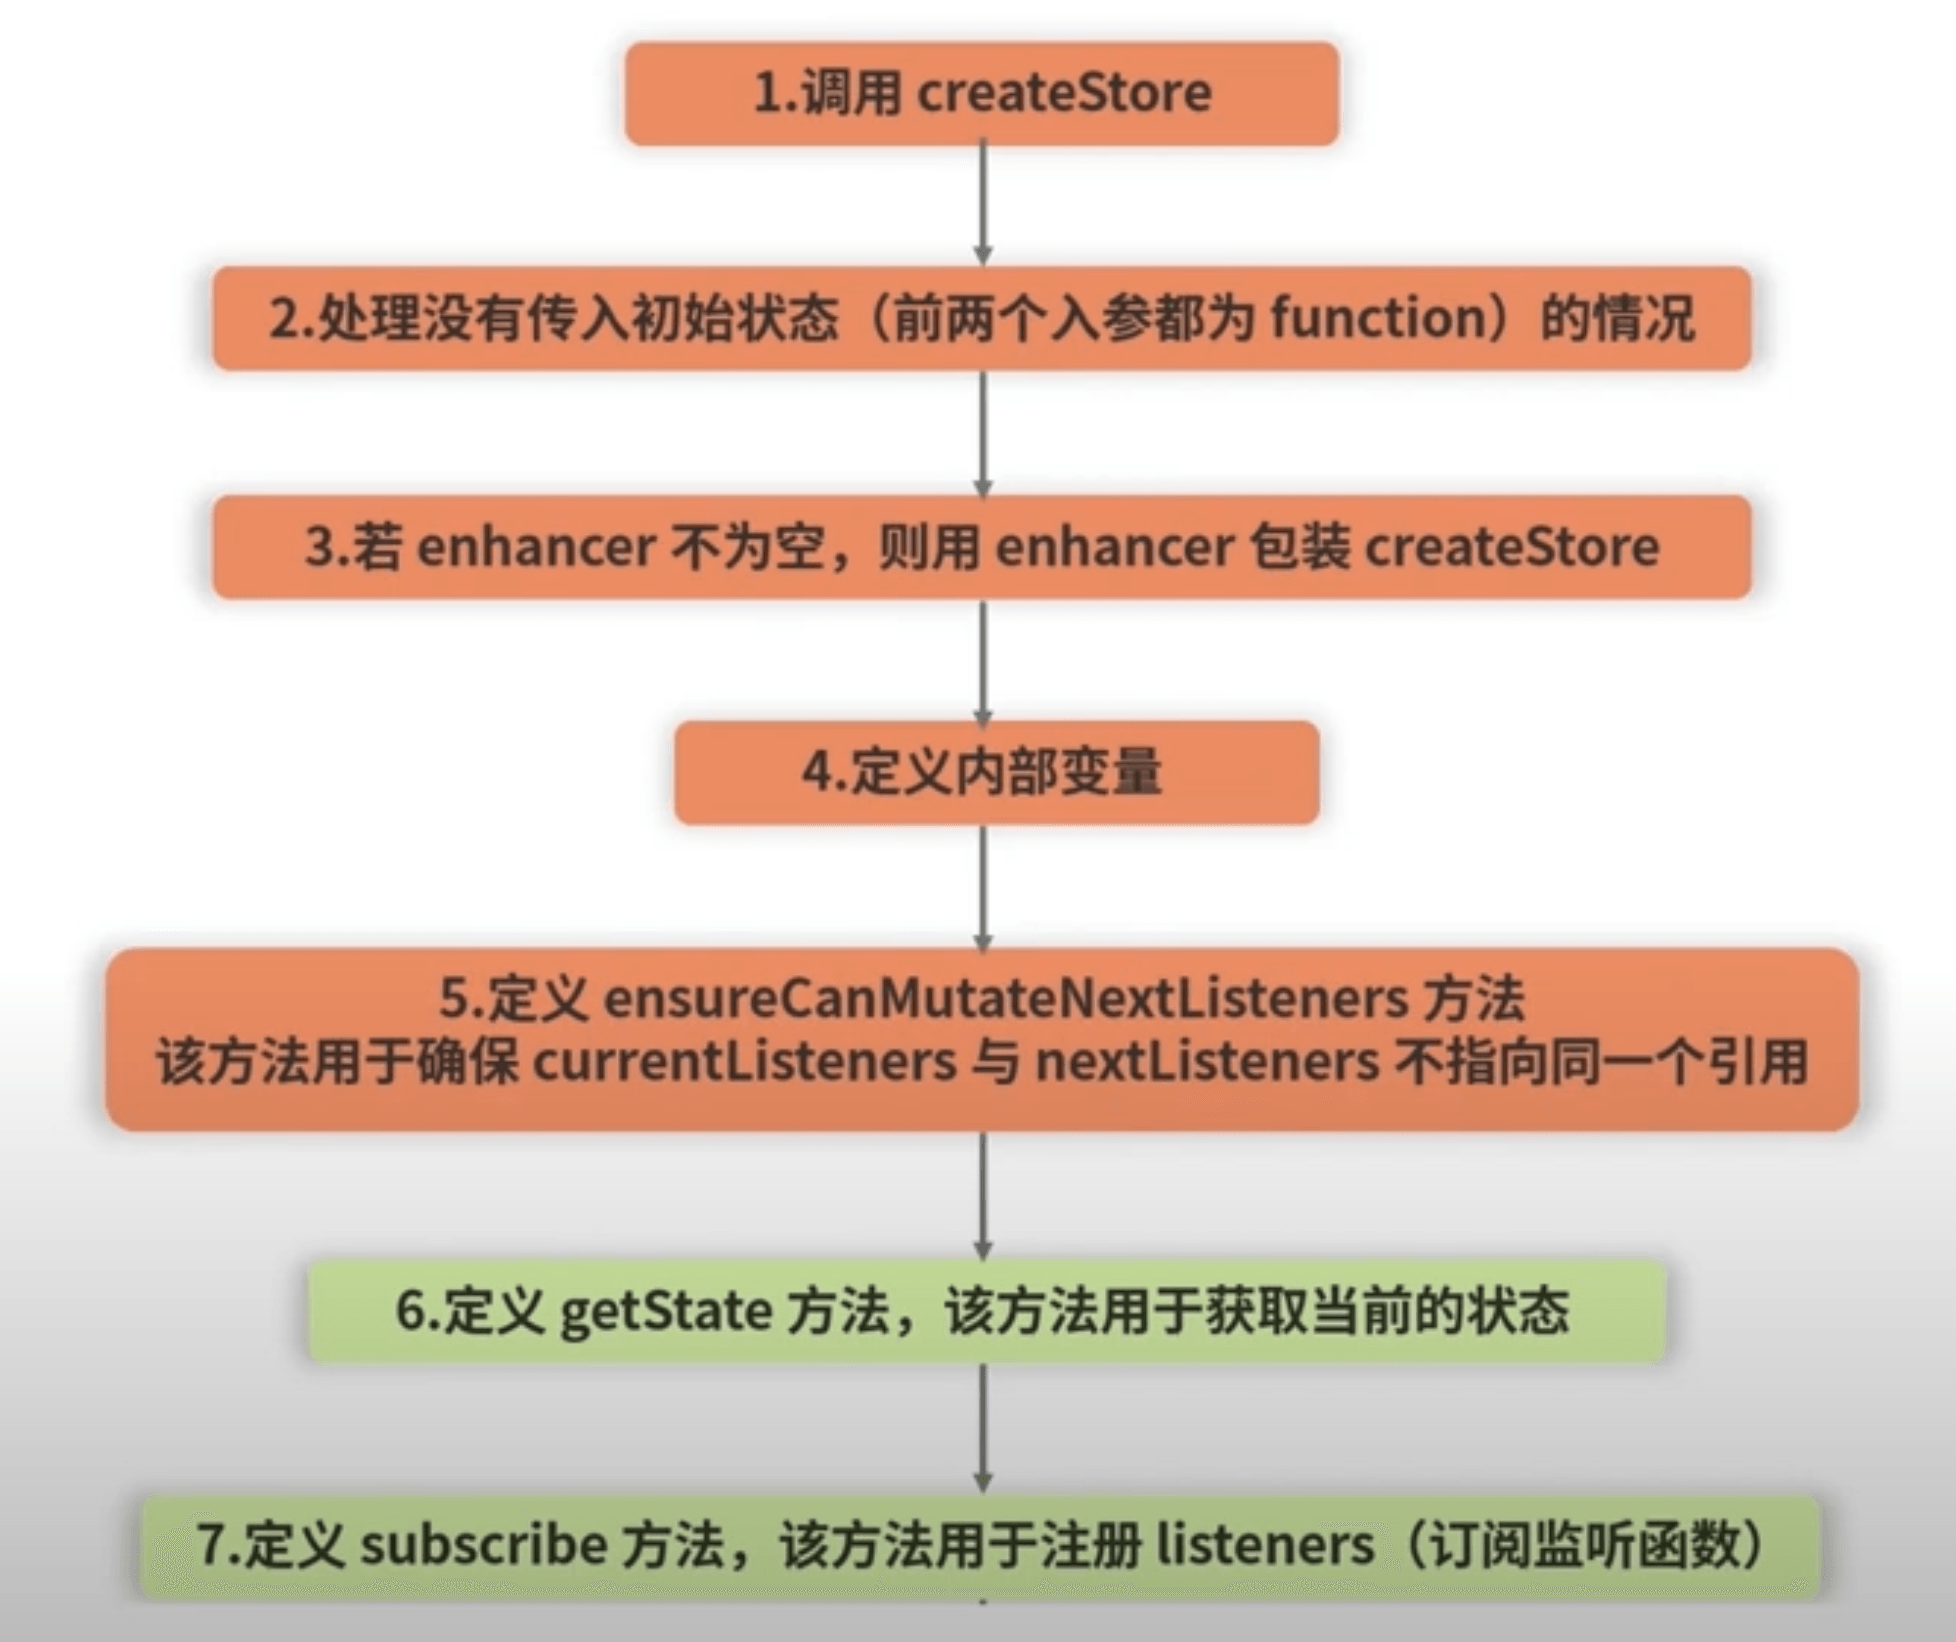 1.调用 createStore
2.处理没有传入初始状态（前两个入参都为 function）的情况
3.若 enhancer 不为空，则用 enhancer 包装 createStore
4.定义内部变量
5.定义 ensureCanMutateNextListeners 方法
该方法用于确保 currentListeners 与 nextListeners 不指向同一个引用
6.定义 getState 方法，该方法用于获取当前的状态
7.定义 subscribe 方法，该方法用于注册 listeners（订阅监听函数）